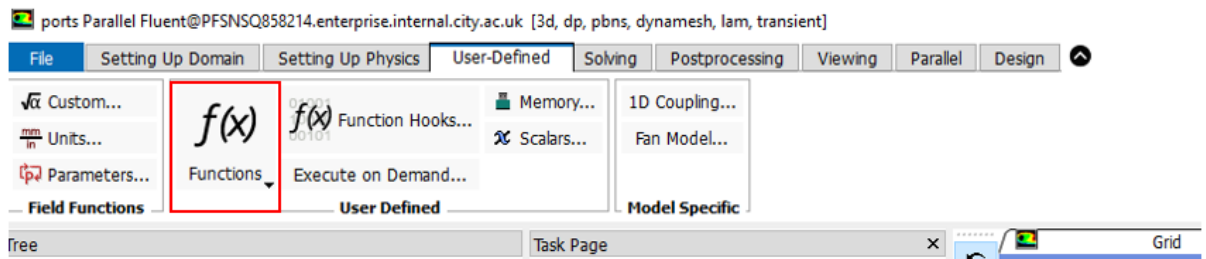 ports Parallel Fluent@PFSNSQ858214.enterprise.internal.city.ac.uk [3d, dp, pbns, dynamesh, lam, transient]
File Setting Up Domain Setting Up Physics User-Defined Solving Postprocessing Viewing Parallel Design
√α Custom... f(x) Function Hooks... Memory... 1D Coupling...
mm in Units... f(x) Scalars... Fan Model...
Parameters... Functions Execute on Demand...
Field Functions User Defined Model Specific
Tree Task Page x Grid